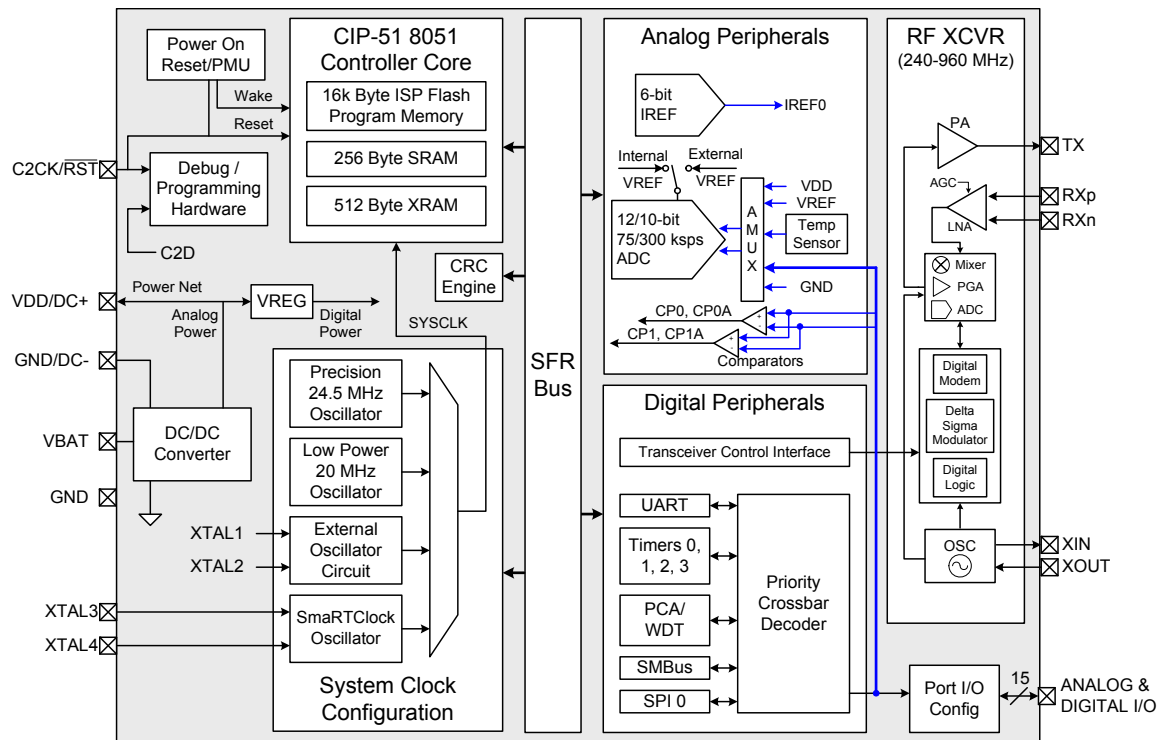 Power On
Reset/PMU
Wake
Reset
C2CK/RST
Debug /
Programming
Hardware
C2D
VDD/DC+
Power Net
Analog
Power
VREG
Digital
Power
GND/DC-
VBAT
DC/DC
Converter
GND
XTAL1
XTAL2
XTAL3
XTAL4
CIP-51 8051
Controller Core
16k Byte ISP Flash
Program Memory
256 Byte SRAM
512 Byte XRAM
CRC
Engine
SYSCLK
Precision
24.5 MHz
Oscillator
Low Power
20 MHz
Oscillator
External
Oscillator
Circuit
SmaRTClock
Oscillator
System Clock
Configuration
SFR
Bus
Analog Peripherals
6-bit
IREF
IREF0
Internal
VREF
External
VREF
12/10-bit
75/300 ksps
ADC
A
M
U
X
VDD
VREF
Temp
Sensor
GND
CP0, CP0A
+
-
CP1, CP1A
+
-
Comparators
Digital Peripherals
Transceiver Control Interface
UART
Timers 0,
1, 2, 3
PCA/
WDT
SMBus
SPI 0
Priority
Crossbar
Decoder
RF XCVR
(240-960 MHz)
PA
AGC
LNA
Mixer
PGA
ADC
Digital
Modem
Delta
Sigma
Modulator
Digital
Logic
OSC
TX
RXp
RXn
XIN
XOUT
Port I/O
Config
15
ANALOG &
DIGITAL I/O